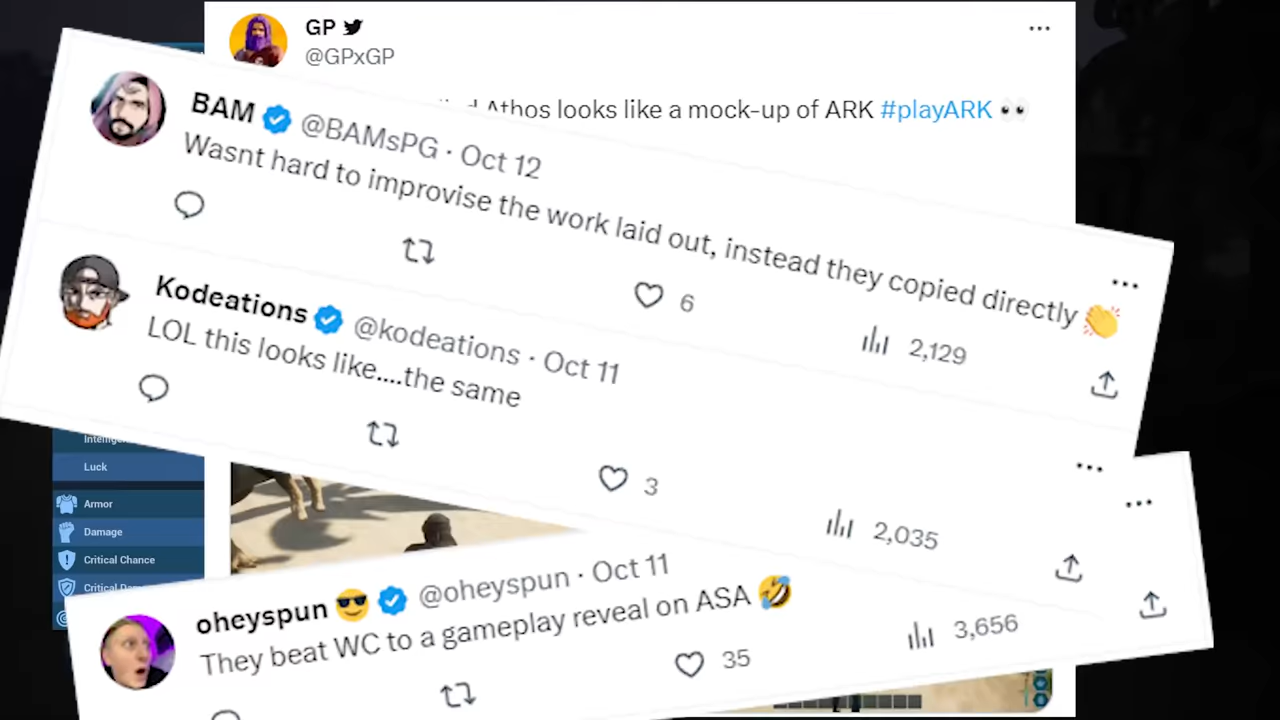 GP
@GPxGP
Athos looks like a mock-up of ARK #playARK 👀
BAM @BAMsPG · Oct 12
Wasnt hard to improvise the work laid out, instead they copied directly 👏
6
2,129
Kodeations @kodeations · Oct 11
LOL this looks like....the same
3
2,035
Luck
Armor
Damage
Critical Chance
Critical
oheyspun 😎 @oheyspun · Oct 11
They beat WC to a gameplay reveal on ASA 🤣
35
3,656